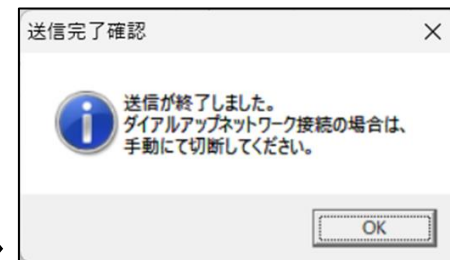 送信完了確認
送信が終了しました。
ダイアルアップネットワーク接続の場合は、
手動にて切断してください。
OK